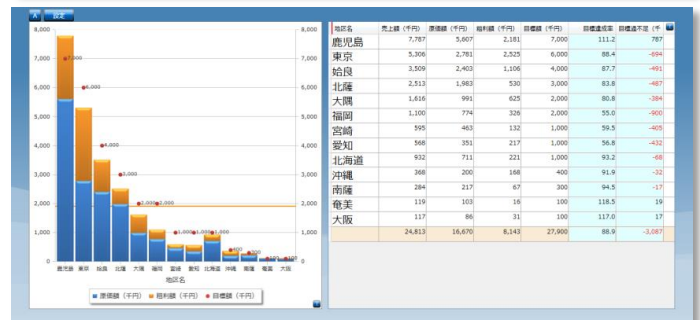 A 設定
8,000 8,000
7,000 7,000 7,000
6,000 6,000 6,000
5,000 5,000
4,000 4,000 4,000
3,000 3,000 3,000
2,000 2,000 2,000 2,000
1,000 1,000 1,000 1,000 1,000
400 300 100 100
0 0
鹿児島 東京 姶良 北薩 大隅 福岡 宮崎 愛知 北海道 沖縄 南薩 奄美 大阪
地区名
原価額（千円） 粗利額（千円） 目標額（千円）
地区名 売上額（千円） 原価額（千円） 粗利額（千円） 目標額（千円） 目標達成率 目標過不足（千
鹿児島 7,787 5,607 2,181 7,000 111.2 787
東京 5,306 2,781 2,525 6,000 88.4 -694
姶良 3,509 2,403 1,106 4,000 87.7 -491
北薩 2,513 1,983 530 3,000 83.8 -487
大隅 1,616 991 625 2,000 80.8 -384
福岡 1,100 774 326 2,000 55.0 -900
宮崎 595 463 132 1,000 59.5 -405
愛知 568 351 217 1,000 56.8 -432
北海道 932 711 221 1,000 93.2 -68
沖縄 368 200 168 400 91.9 -32
南薩 284 217 67 300 94.5 -17
奄美 119 103 16 100 118.5 19
大阪 117 86 31 100 117.0 17
24,813 16,670 8,143 27,900 88.9 -3,087